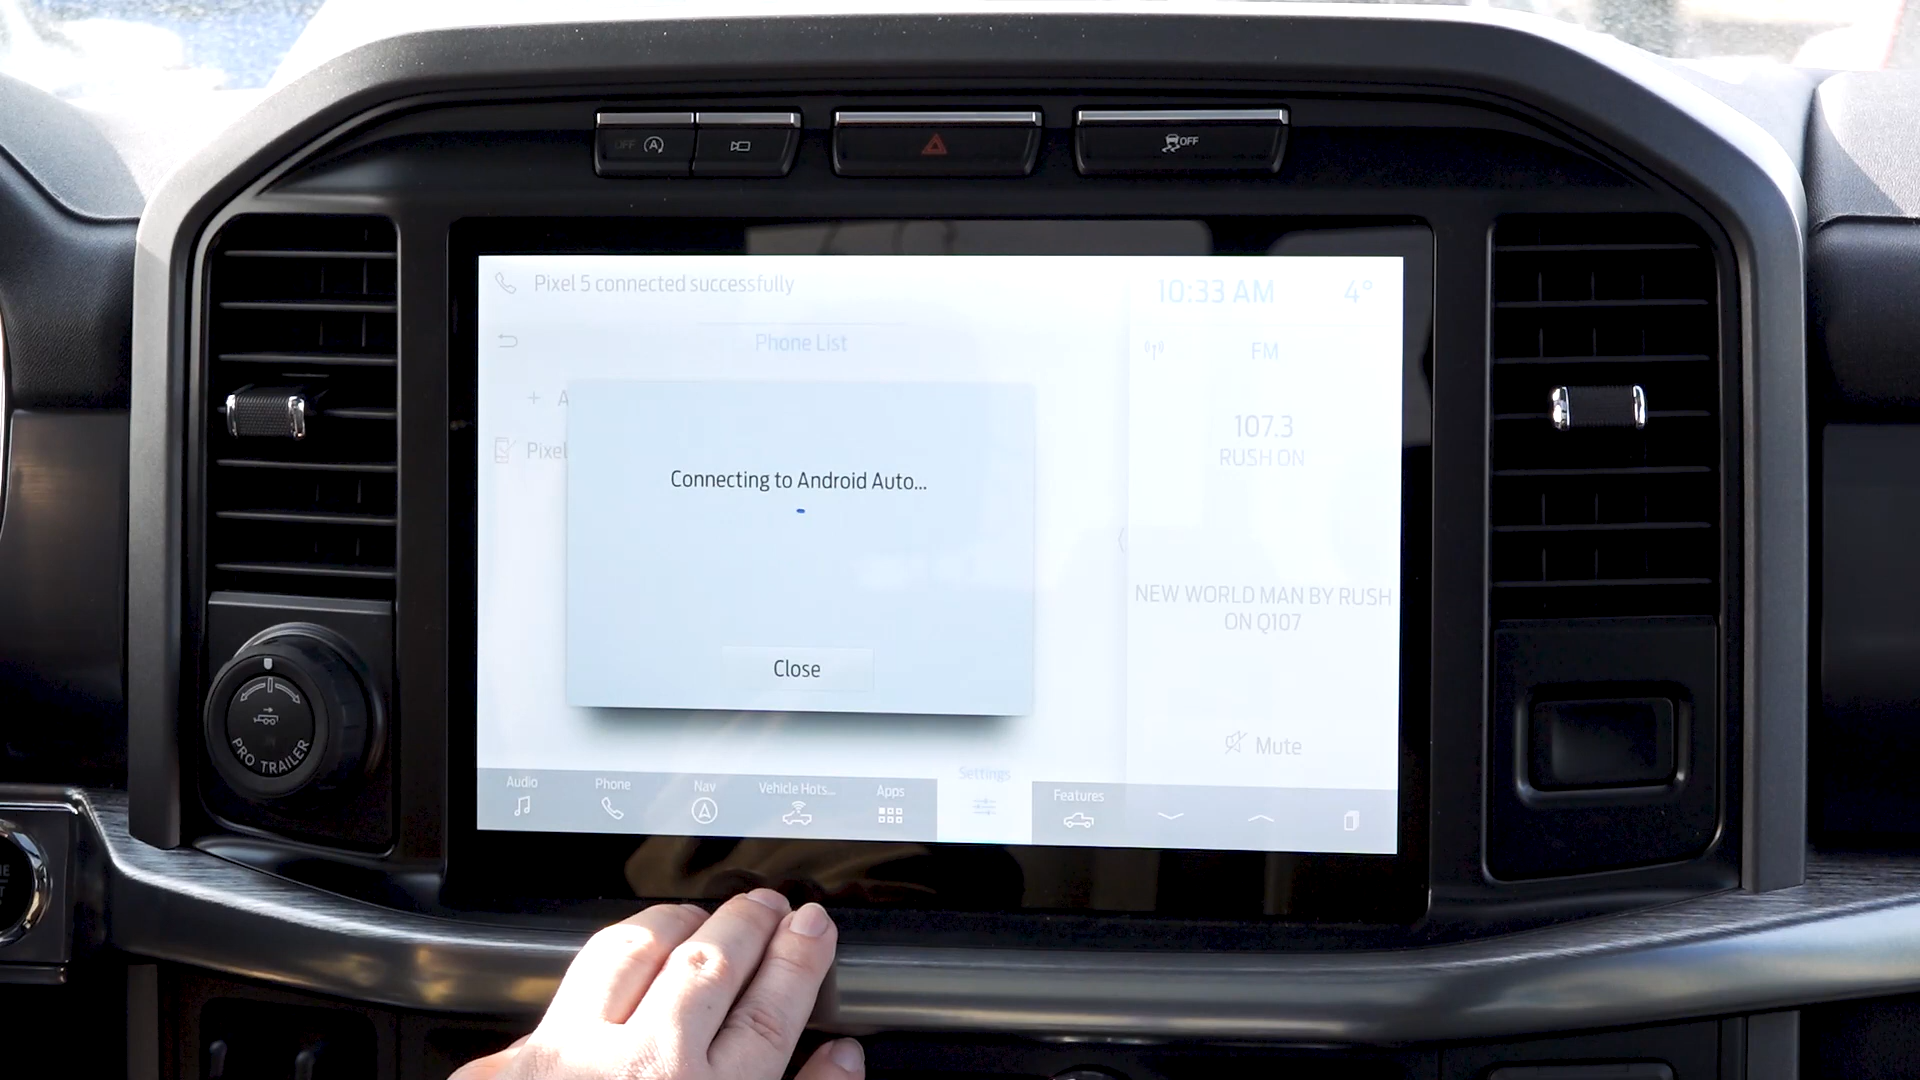 OFF
OFF
Pixel 5 connected successfully
10:33 AM
4°
Phone List
FM
+ A
Pixel
107.3
RUSH ON
Connecting to Android Auto...
NEW WORLD MAN BY RUSH
ON Q107
Close
Mute
PRO TRAILER
Audio
Phone
Nav
Vehicle Hots...
Apps
Settings
Features